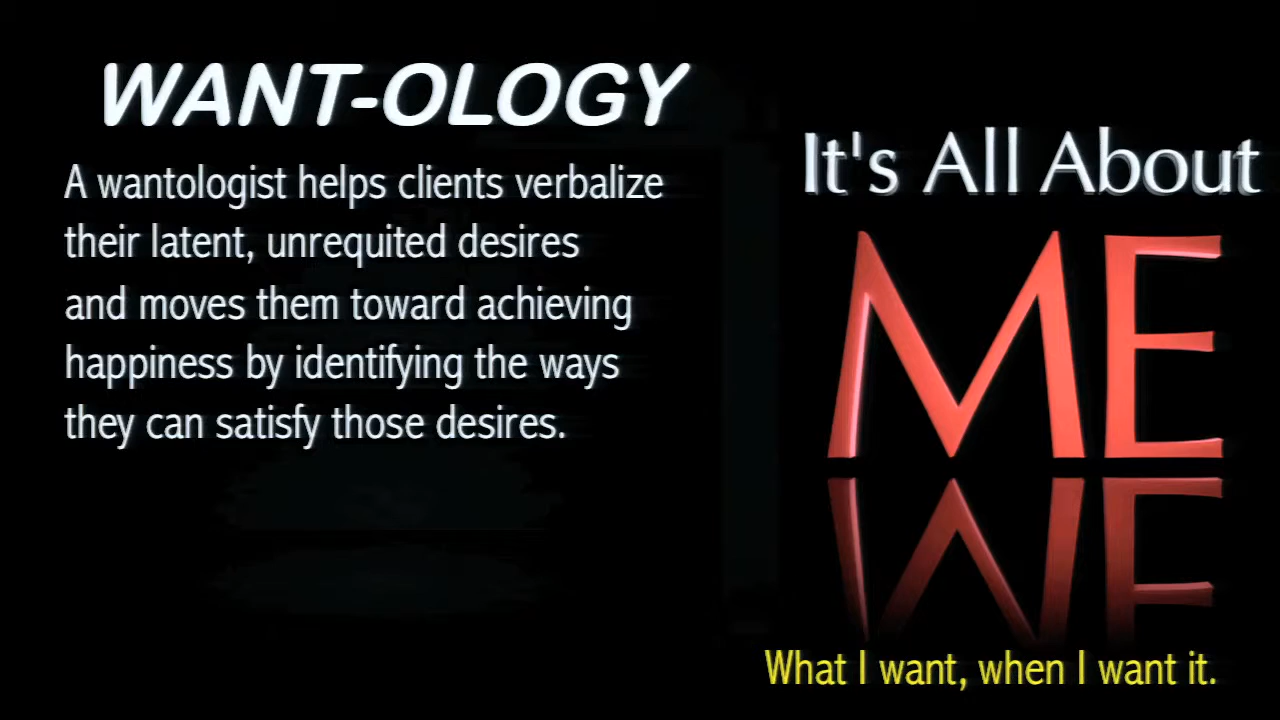 WANT-OLOGY
A wantologist helps clients verbalize
their latent, unrequited desires
and moves them toward achieving
happiness by identifying the ways
they can satisfy those desires.
It's All About
ME
What I want, when I want it.